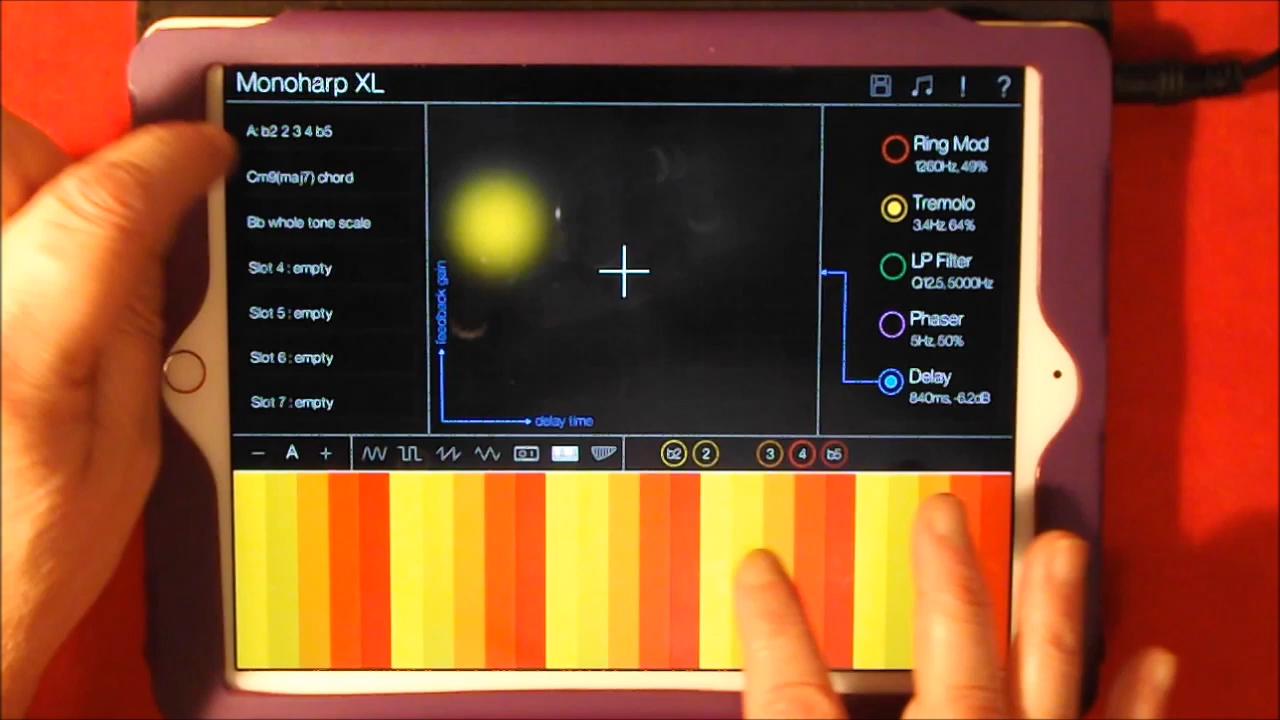 Monoharp XL
! ?
A: b2 2 3 4 b5
Cm9(maj7) chord
Bb whole tone scale
Slot 4 : empty
Slot 5 : empty
Slot 6 : empty
Slot 7 : empty
feedback gain
delay time
Ring Mod
1260Hz, 49%
Tremolo
3.4Hz, 64%
LP Filter
Q12.5, 5000Hz
Phaser
5Hz, 50%
Delay
840ms, -6.2dB
− A +
b2 2 3 4 b5